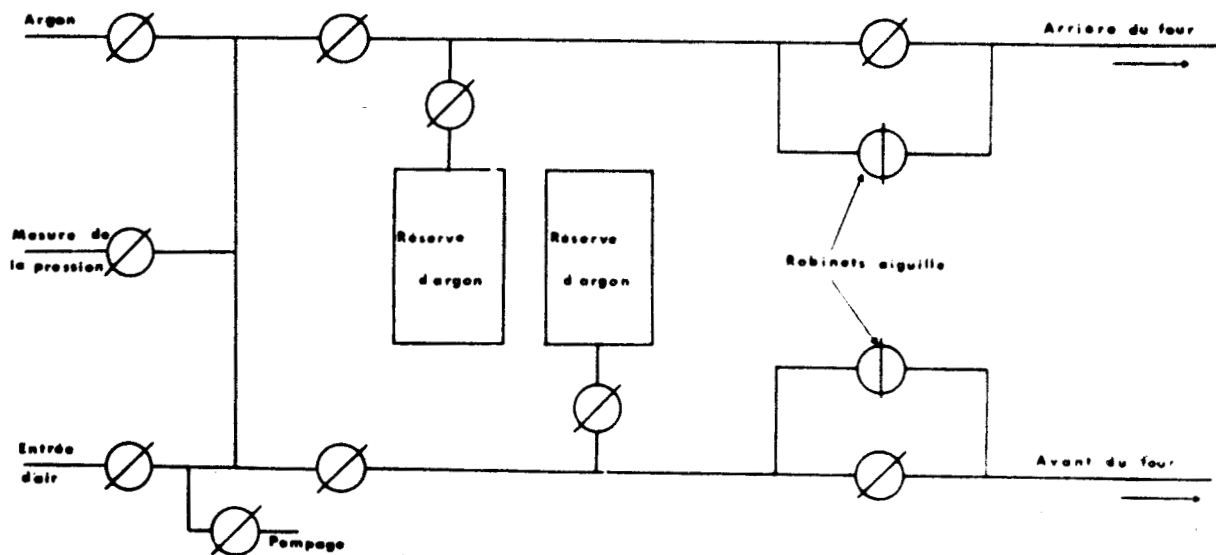 Argon
Arrière du four
Mesure de
la pression
Réserve
d'argon
Réserve
d'argon
Robinets aiguille
Entrée
d'air
Avant du four
Pompage